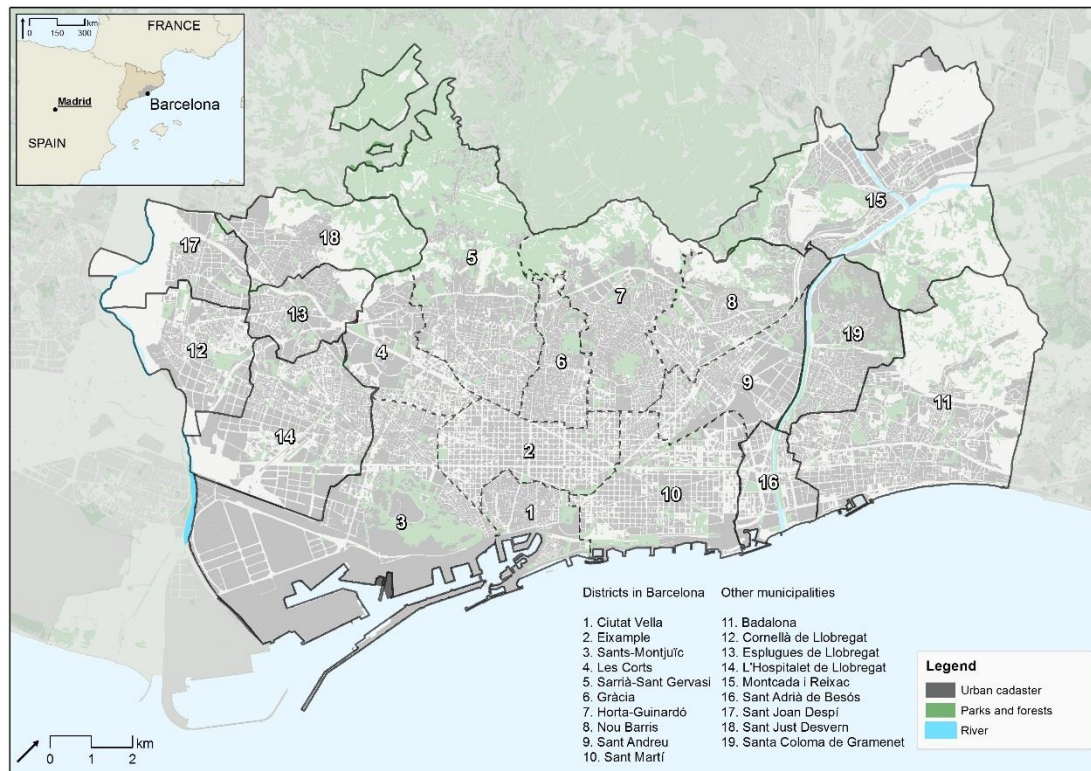 0 150 300 km
FRANCE
Madrid
Barcelona
SPAIN
15
17
18
5
7
8
13
19
12
4
6
9
11
14
2
16
10
1
3
Districts in Barcelona
1. Ciutat Vella
2. Eixample
3. Sants-Montjuïc
4. Les Corts
5. Sarrià-Sant Gervasi
6. Gràcia
7. Horta-Guinardó
8. Nou Barris
9. Sant Andreu
10. Sant Martí
Other municipalities
11. Badalona
12. Cornellà de Llobregat
13. Esplugues de Llobregat
14. L'Hospitalet de Llobregat
15. Montcada i Reixac
16. Sant Adrià de Besós
17. Sant Joan Despí
18. Sant Just Desvern
19. Santa Coloma de Gramenet
Legend
Urban cadaster
Parks and forests
River
0 1 2 km